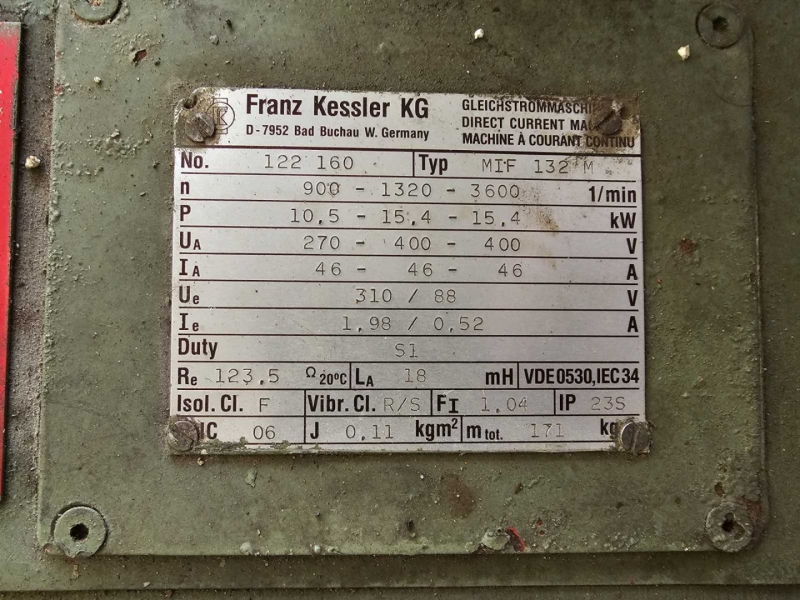 Franz Kessler KG
D-7952 Bad Buchau W. Germany
GLEICHSTROMMASCHI
DIRECT CURRENT MA
MACHINE À COURANT CONTINU
No. 122 160 Typ MIF 132 M
n 900 - 1320 - 3600 1/min
P 10,5 - 15,4 - 15,4 kW
UA 270 - 400 - 400 V
IA 46 - 46 - 46 A
Ue 310 / 88 V
Ie 1,98 / 0,52 A
Duty S1
Re 123,5 Ω 20°C LA 18 mH VDE 0530, IEC 34
Isol. Cl. F Vibr. Cl. R/S FI 1,04 IP 23S
IC 06 J 0,11 kgm² m tot. 171 kg